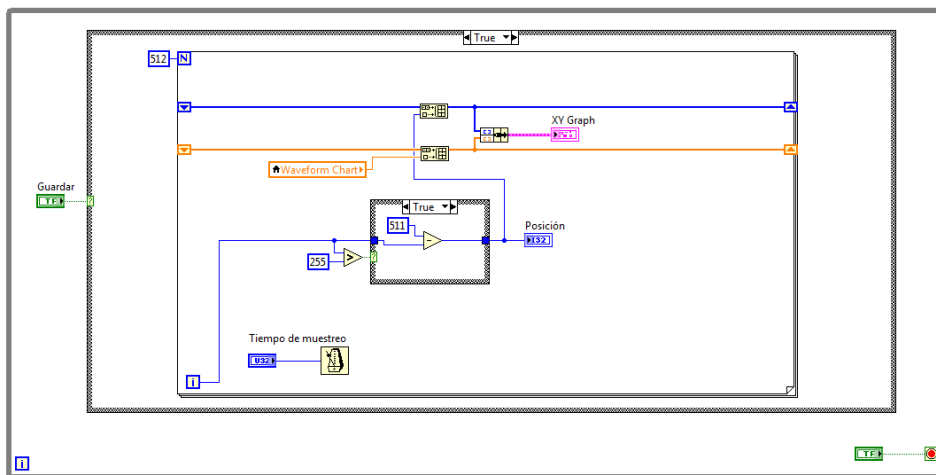 True
512
N
XY Graph
Waveform Chart
Guardar
TF
?
True
511
-
Posición
I32
255
>
?
Tiempo de muestreo
U32
i
TF
i